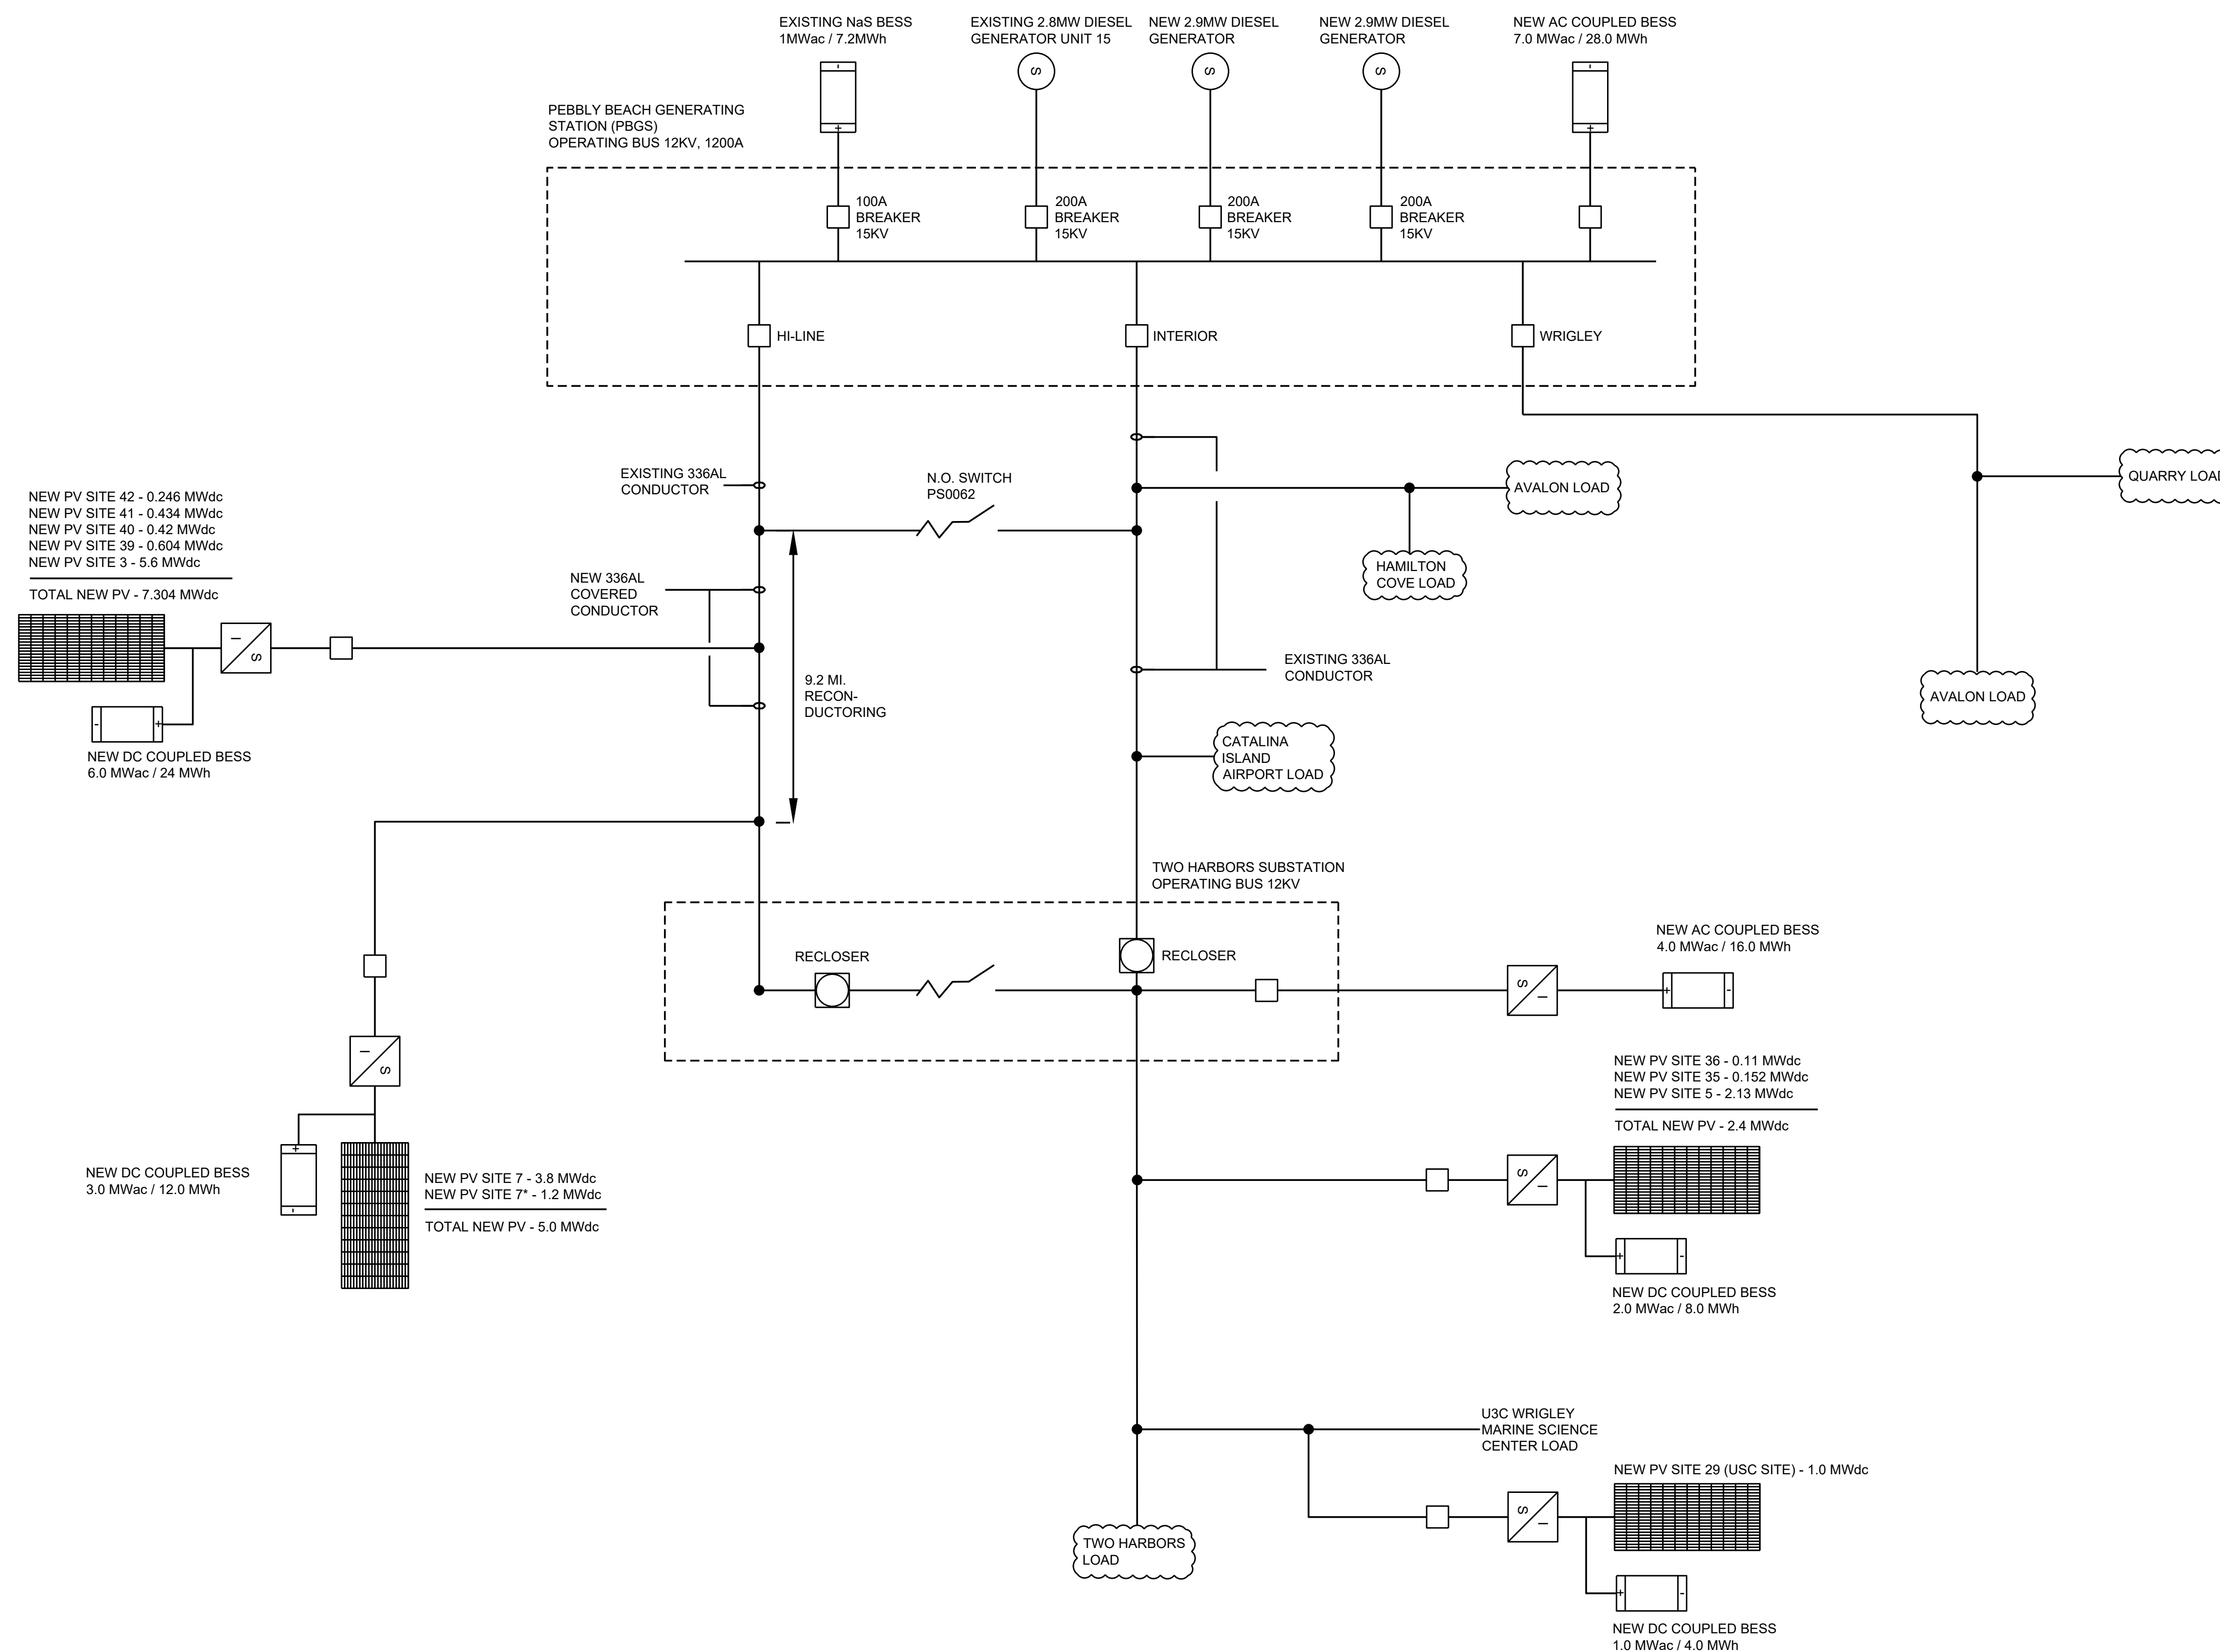 EXISTING NaS BESS
1MWac / 7.2MWh
EXISTING 2.8MW DIESEL
GENERATOR UNIT 15
NEW 2.9MW DIESEL
GENERATOR
NEW 2.9MW DIESEL
GENERATOR
NEW AC COUPLED BESS
7.0 MWac / 28.0 MWh
-
+
S
S
S
-
+
PEBBLY BEACH GENERATING
STATION (PBGS)
OPERATING BUS 12KV, 1200A
100A
BREAKER
15KV
200A
BREAKER
15KV
200A
BREAKER
15KV
200A
BREAKER
15KV
HI-LINE
INTERIOR
WRIGLEY
EXISTING 336AL
CONDUCTOR
N.O. SWITCH
PS0062
AVALON LOAD
QUARRY LOAD
HAMILTON
COVE LOAD
NEW PV SITE 42 - 0.246 MWdc
NEW PV SITE 41 - 0.434 MWdc
NEW PV SITE 40 - 0.42 MWdc
NEW PV SITE 39 - 0.604 MWdc
NEW PV SITE 3 - 5.6 MWdc
TOTAL NEW PV - 7.304 MWdc
NEW 336AL
COVERED
CONDUCTOR
S
- +
NEW DC COUPLED BESS
6.0 MWac / 24 MWh
9.2 MI.
RECON-
DUCTORING
EXISTING 336AL
CONDUCTOR
AVALON LOAD
CATALINA
ISLAND
AIRPORT LOAD
TWO HARBORS SUBSTATION
OPERATING BUS 12KV
RECLOSER
RECLOSER
NEW AC COUPLED BESS
4.0 MWac / 16.0 MWh
S
+ -
S
+
-
NEW DC COUPLED BESS
3.0 MWac / 12.0 MWh
NEW PV SITE 7 - 3.8 MWdc
NEW PV SITE 7* - 1.2 MWdc
TOTAL NEW PV - 5.0 MWdc
NEW PV SITE 36 - 0.11 MWdc
NEW PV SITE 35 - 0.152 MWdc
NEW PV SITE 5 - 2.13 MWdc
TOTAL NEW PV - 2.4 MWdc
S
+ -
NEW DC COUPLED BESS
2.0 MWac / 8.0 MWh
U3C WRIGLEY
MARINE SCIENCE
CENTER LOAD
NEW PV SITE 29 (USC SITE) - 1.0 MWdc
S
+ -
NEW DC COUPLED BESS
1.0 MWac / 4.0 MWh
TWO HARBORS
LOAD